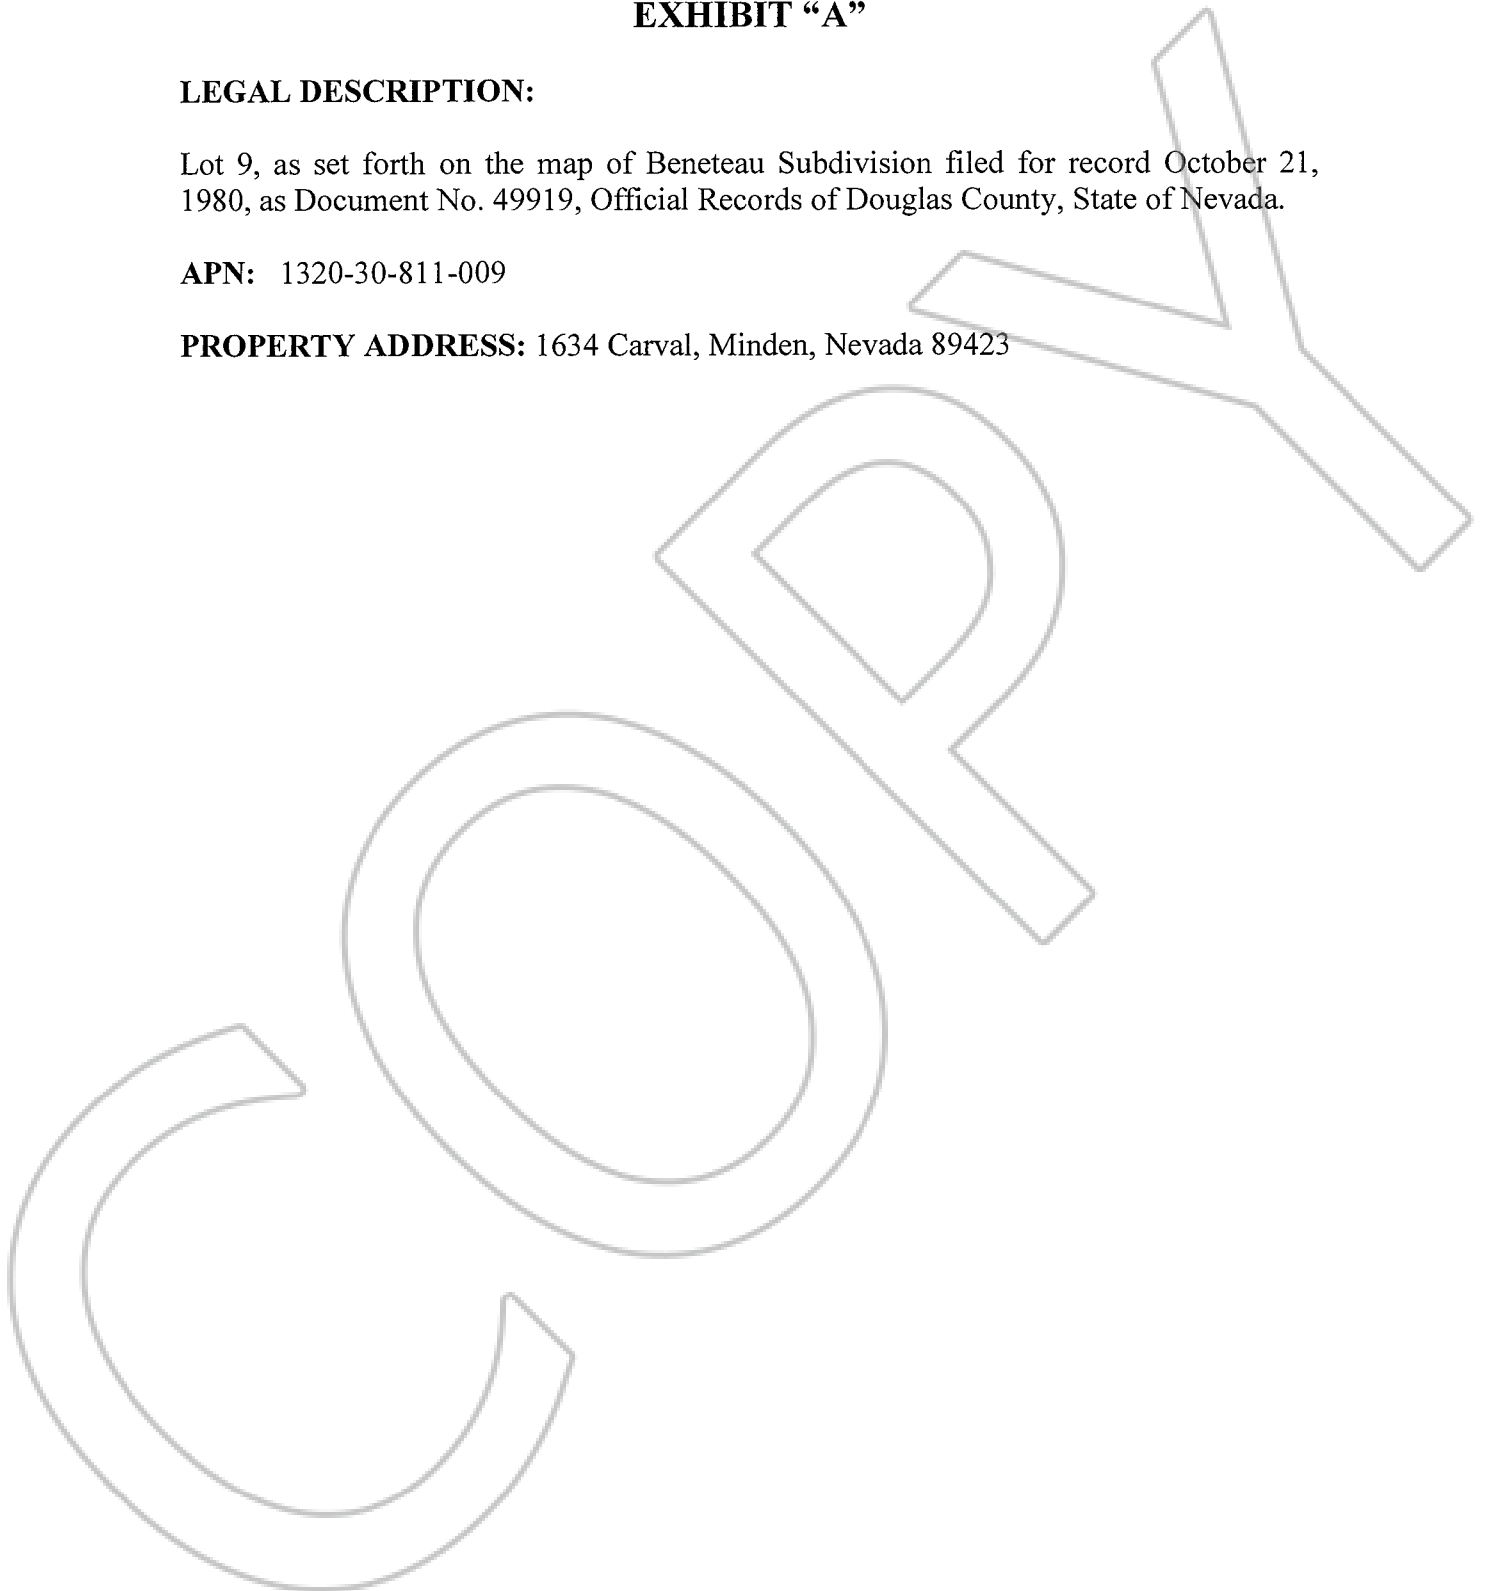 EXHIBIT “A”
LEGAL DESCRIPTION:
Lot 9, as set forth on the map of Beneteau Subdivision filed for record October 21,
1980, as Document No. 49919, Official Records of Douglas County, State of Nevada.
APN: 1320-30-811-009
PROPERTY ADDRESS: 1634 Carval, Minden, Nevada 89423
COPY